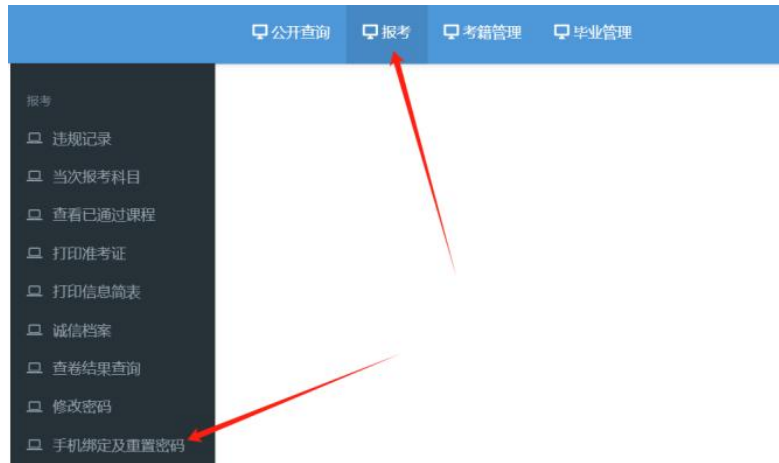 公开查询 报考 考籍管理 毕业管理
报考
违规记录
当次报考科目
查看已通过课程
打印准考证
打印信息简表
诚信档案
查卷结果查询
修改密码
手机绑定及重置密码